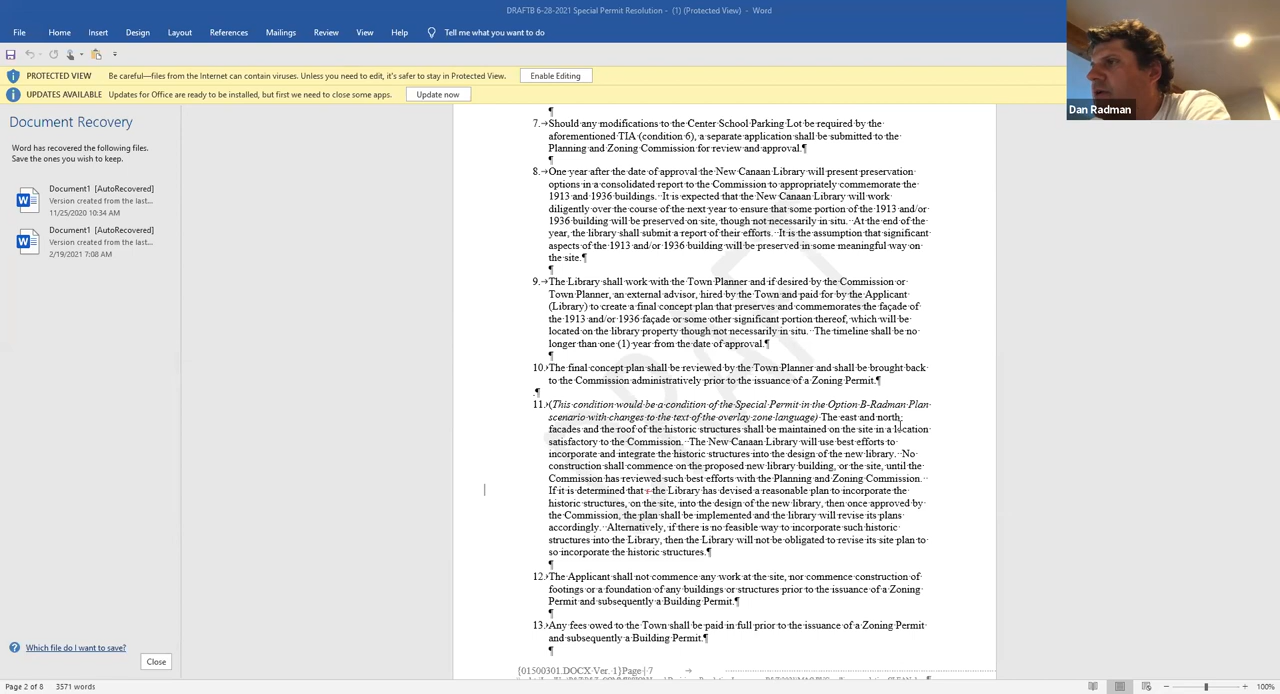 DRAFTB 6-28-2021 Special Permit Resolution - (1) (Protected View) - Word
File Home Insert Design Layout References Mailings Review View Help Tell me what you want to do
PROTECTED VIEW Be careful—files from the Internet can contain viruses. Unless you need to edit, it's safer to stay in Protected View. Enable Editing
UPDATES AVAILABLE Updates for Office are ready to be installed, but first we need to close some apps. Update now
Dan Radman
Document Recovery
Word has recovered the following files.
Save the ones you wish to keep.
Document1 [AutoRecovered]
Version created from the last...
11/25/2020 10:34 AM
Document1 [AutoRecovered]
Version created from the last...
2/19/2021 7:08 AM
Which file do I want to save?
Close
DRAFT
7. Should any modifications to the Center School Parking Lot be required by the
aforementioned TIA (condition 6), a separate application shall be submitted to the
Planning and Zoning Commission for review and approval.¶
8. One year after the date of approval the New Canaan Library will present preservation
options in a consolidated report to the Commission to appropriately commemorate the
1913 and 1936 buildings. It is expected that the New Canaan Library will work
diligently over the course of the next year to ensure that some portion of the 1913 and/or
1936 building will be preserved on site, though not necessarily in situ. At the end of the
year, the library shall submit a report of their efforts. It is the assumption that significant
aspects of the 1913 and/or 1936 building will be preserved in some meaningful way on
the site.¶
9. The Library shall work with the Town Planner and if desired by the Commission or
Town Planner, an external advisor, hired by the Town and paid for by the Applicant
(Library) to create a final concept plan that preserves and commemorates the façade of
the 1913 and/or 1936 façade or some other significant portion thereof, which will be
located on the library property though not necessarily in situ. The timeline shall be no
longer than one (1) year from the date of approval.¶
10. The final concept plan shall be reviewed by the Town Planner and shall be brought back
to the Commission administratively prior to the issuance of a Zoning Permit.¶
.¶
11. (This condition would be a condition of the Special Permit in the Option B-Radman Plan
scenario with changes to the text of the overlay zone language) The east and north
facades and the roof of the historic structures shall be maintained on the site in a location
satisfactory to the Commission. The New Canaan Library will use best efforts to
incorporate and integrate the historic structures into the design of the new library. No
construction shall commence on the proposed new library building, or the site, until the
Commission has reviewed such best efforts with the Planning and Zoning Commission.
If it is determined that the Library has devised a reasonable plan to incorporate the
historic structures, on the site, into the design of the new library, then once approved by
the Commission, the plan shall be implemented and the library will revise its plans
accordingly. Alternatively, if there is no feasible way to incorporate such historic
structures into the Library, then the Library will not be obligated to revise its site plan to
so incorporate the historic structures.¶
12. The Applicant shall not commence any work at the site, nor commence construction of
footings or a foundation of any buildings or structures prior to the issuance of a Zoning
Permit and subsequently a Building Permit.¶
13. Any fees owed to the Town shall be paid in full prior to the issuance of a Zoning Permit
and subsequently a Building Permit.¶
{01500301.DOCX Ver. 1}Page | 7
Page 2 of 8 3571 words 100%